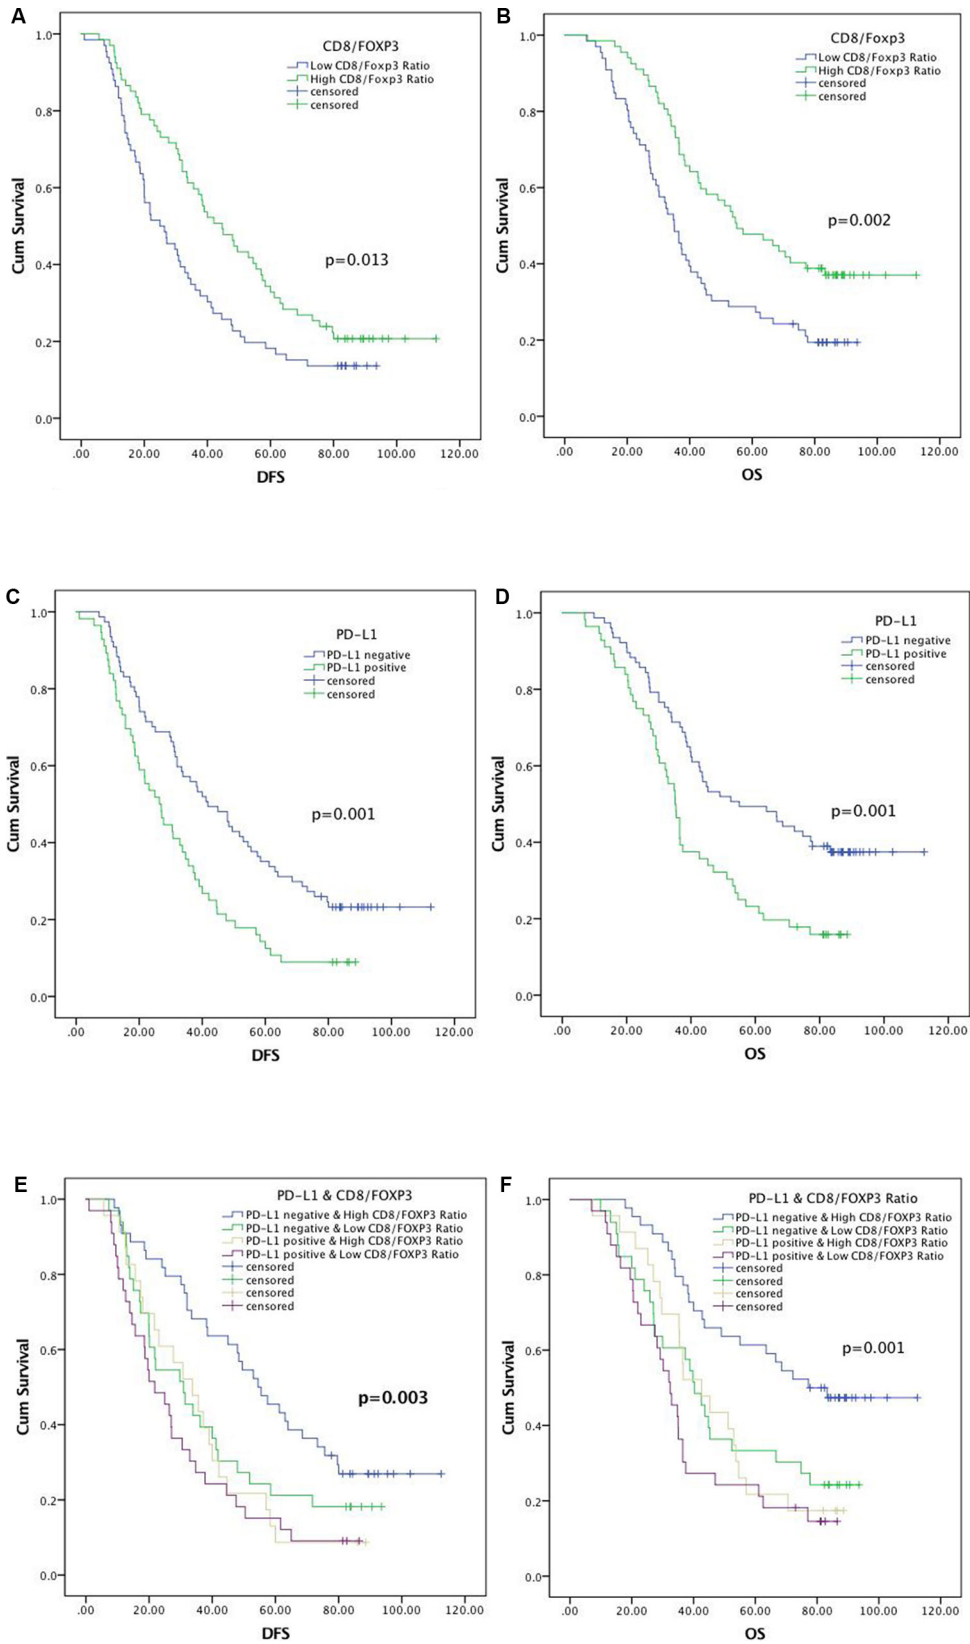 A
CD8/FOXP3
Low CD8/Foxp3 Ratio
High CD8/Foxp3 Ratio
censored
censored
p=0.013
Cum Survival
1.0
0.8
0.6
0.4
0.2
0.0
.00 20.00 40.00 60.00 80.00 100.00 120.00
DFS
B
CD8/Foxp3
Low CD8/Foxp3 Ratio
High CD8/Foxp3 Ratio
censored
censored
p=0.002
Cum Survival
1.0
0.8
0.6
0.4
0.2
0.0
.00 20.00 40.00 60.00 80.00 100.00 120.00
OS
C
PD-L1
PD-L1 negative
PD-L1 positive
censored
censored
p=0.001
Cum Survival
1.0
0.8
0.6
0.4
0.2
0.0
.00 20.00 40.00 60.00 80.00 100.00 120.00
DFS
D
PD-L1
PD-L1 negative
PD-L1 positive
censored
censored
p=0.001
Cum Survival
1.0
0.8
0.6
0.4
0.2
0.0
.00 20.00 40.00 60.00 80.00 100.00 120.00
OS
E
PD-L1 & CD8/FOXP3
PD-L1 negative & High CD8/FOXP3 Ratio
PD-L1 negative & Low CD8/FOXP3 Ratio
PD-L1 positive & High CD8/FOXP3 Ratio
PD-L1 positive & Low CD8/FOXP3 Ratio
censored
censored
censored
censored
p=0.003
Cum Survival
1.0
0.8
0.6
0.4
0.2
0.0
.00 20.00 40.00 60.00 80.00 100.00 120.00
DFS
F
PD-L1 & CD8/FOXP3 Ratio
PD-L1 negative & High CD8/FOXP3 Ratio
PD-L1 negative & Low CD8/FOXP3 Ratio
PD-L1 positive & High CD8/FOXP3 Ratio
PD-L1 positive & Low CD8/FOXP3 Ratio
censored
censored
censored
censored
p=0.001
Cum Survival
1.0
0.8
0.6
0.4
0.2
0.0
.00 20.00 40.00 60.00 80.00 100.00 120.00
OS